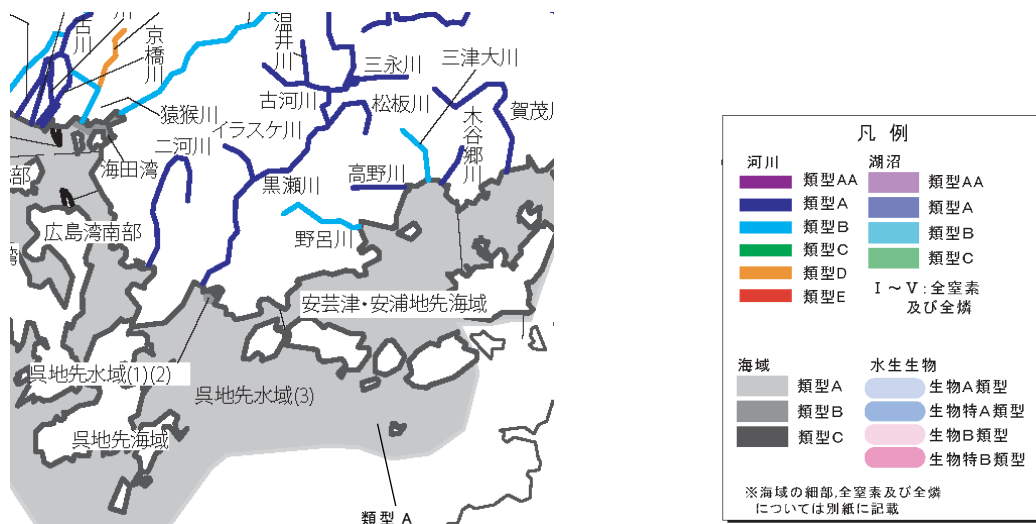 古川
京橋川
温井川
三永川
三津大川
古河川
松板川
賀茂川
猿猴川
イラスケ川
木谷郷川
二河川
海田湾
黒瀬川
高野川
部
広島湾南部
野呂川
湾
安芸津・安浦地先海域
呉地先水域(1)(2)
呉地先水域(3)
呉地先海域
類型A
凡例
河川
類型AA
類型A
類型B
類型C
類型D
類型E
湖沼
類型AA
類型A
類型B
類型C
I～V:全窒素
及び全燐
海域
類型A
類型B
類型C
水生生物
生物A類型
生物特A類型
生物B類型
生物特B類型
※海域の細部,全窒素及び全燐
については別紙に記載